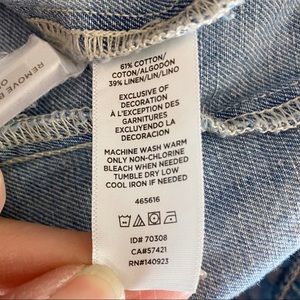 REMOVE B
O
61% COTTON/
COTON/ALGODON
39% LINEN/LIN/LINO
EXCLUSIVE OF
DECORATION
À L'EXCEPTION DES
GARNITURES
EXCLUYENDO LA
DECORACIÓN
MACHINE WASH WARM
ONLY NON-CHLORINE
BLEACH WHEN NEEDED
TUMBLE DRY LOW
COOL IRON IF NEEDED
465616
ID# 70308
CA#57421
RN#140923